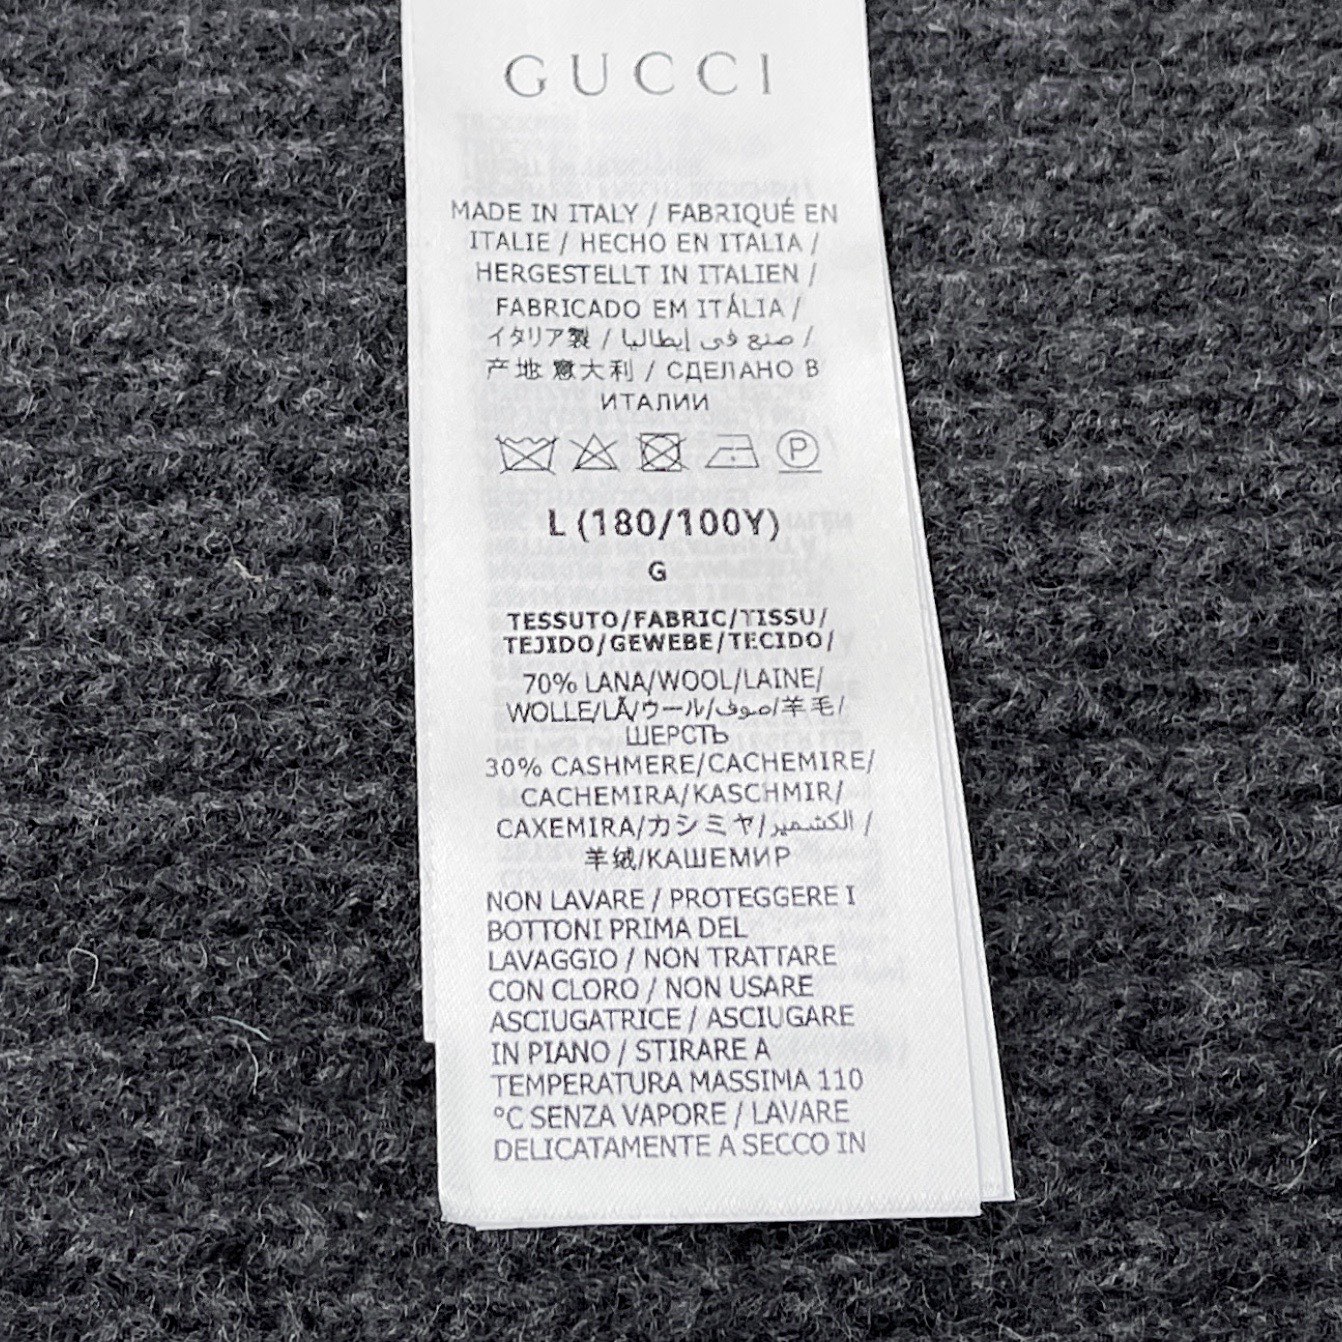 GUCCI
MADE IN ITALY / FABRIQUÉ EN
ITALIE / HECHO EN ITALIA /
HERGESTELLT IN ITALIEN /
FABRICADO EM ITÁLIA /
イタリア製 / صنع في إيطاليا /
产地 意大利 / СДЕЛАНО В
ИТАЛИИ
P
L (180/100Y)
G
TESSUTO/FABRIC/TISSU/
TEJIDO/GEWEBE/TECIDO/
70% LANA/WOOL/LAINE/
WOLLE/LÃ/ウール/صوف/羊毛/
ШЕРСТЬ
30% CASHMERE/CACHEMIRE/
CACHEMIRA/KASCHMIR/
CAXEMIRA/カシミヤ/الكشمير /
羊绒/КАШЕМИР
NON LAVARE / PROTEGGERE I
BOTTONI PRIMA DEL
LAVAGGIO / NON TRATTARE
CON CLORO / NON USARE
ASCIUGATRICE / ASCIUGARE
IN PIANO / STIRARE A
TEMPERATURA MASSIMA 110
°C SENZA VAPORE / LAVARE
DELICATAMENTE A SECCO IN